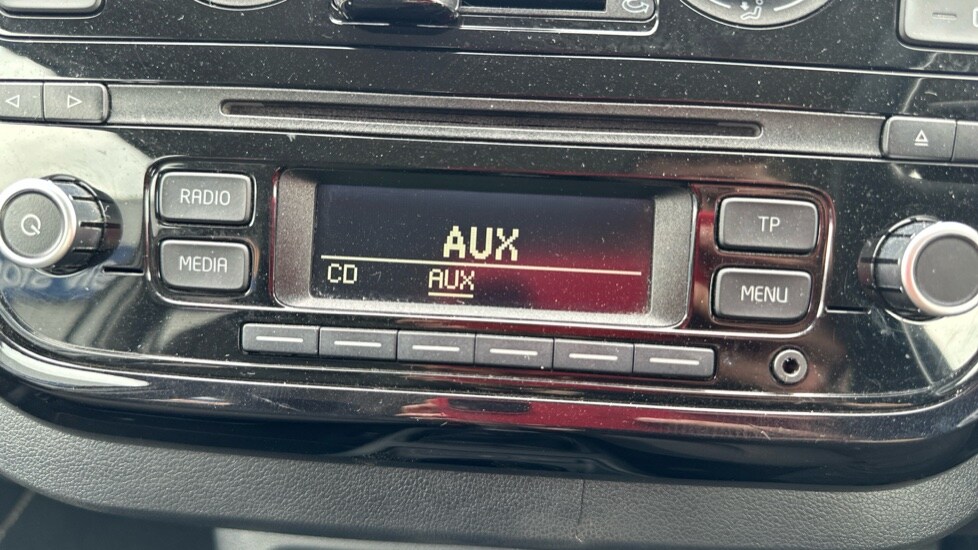 RADIO
MEDIA
AUX
CD AUX
TP
MENU